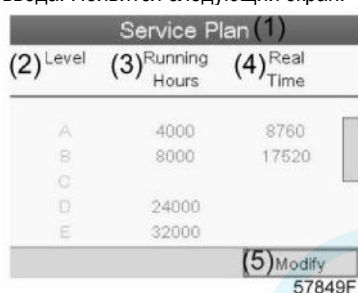 ввода. Появится следующий экран:
Service Plan (1)
(2) Level (3) Running Hours (4) Real Time
A 4000 8760
B 8000 17520
C
D 24000
E 32000
(5) Modify
57849F